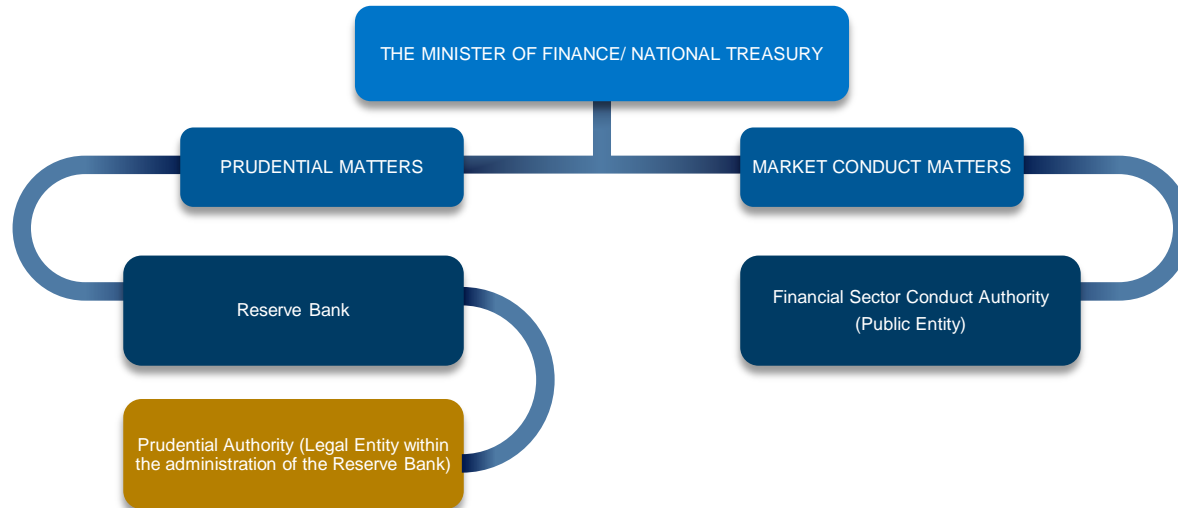 THE MINISTER OF FINANCE/ NATIONAL TREASURY
PRUDENTIAL MATTERS
MARKET CONDUCT MATTERS
Reserve Bank
Financial Sector Conduct Authority
(Public Entity)
Prudential Authority (Legal Entity within
the administration of the Reserve Bank)